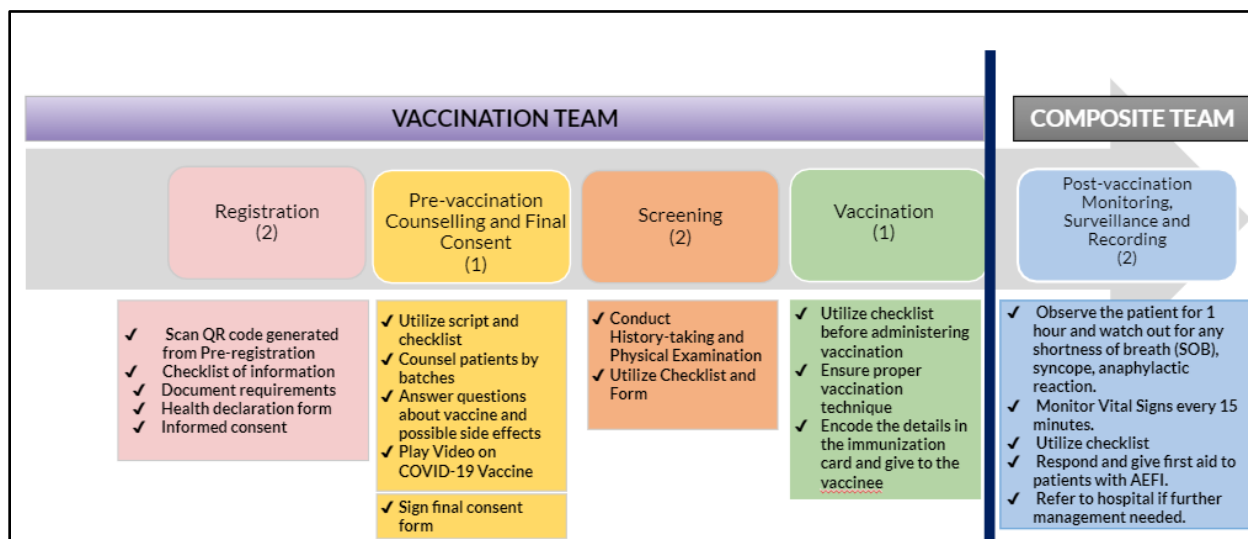 VACCINATION TEAM
COMPOSITE TEAM
Registration
(2)
Pre-vaccination
Counselling and Final
Consent
(1)
Screening
(2)
Vaccination
(1)
Post-vaccination
Monitoring,
Surveillance and
Recording
(2)
✓ Scan QR code generated
from Pre-registration
✓ Checklist of information
✓ Document requirements
✓ Health declaration form
✓ Informed consent
✓ Utilize script and
checklist
✓ Counsel patients by
batches
✓ Answer questions
about vaccine and
possible side effects
✓ Play Video on
COVID-19 Vaccine
✓ Sign final consent
form
✓ Conduct
History-taking and
Physical Examination
✓ Utilize Checklist and
Form
✓ Utilize checklist
before administering
vaccination
✓ Ensure proper
vaccination
technique
✓ Encode the details in
the immunization
card and give to the
vaccinee
✓ Observe the patient for 1
hour and watch out for any
shortness of breath (SOB),
syncope, anaphylactic
reaction.
✓ Monitor Vital Signs every 15
minutes.
✓ Utilize checklist
✓ Respond and give first aid to
patients with AEFI.
✓ Refer to hospital if further
management needed.